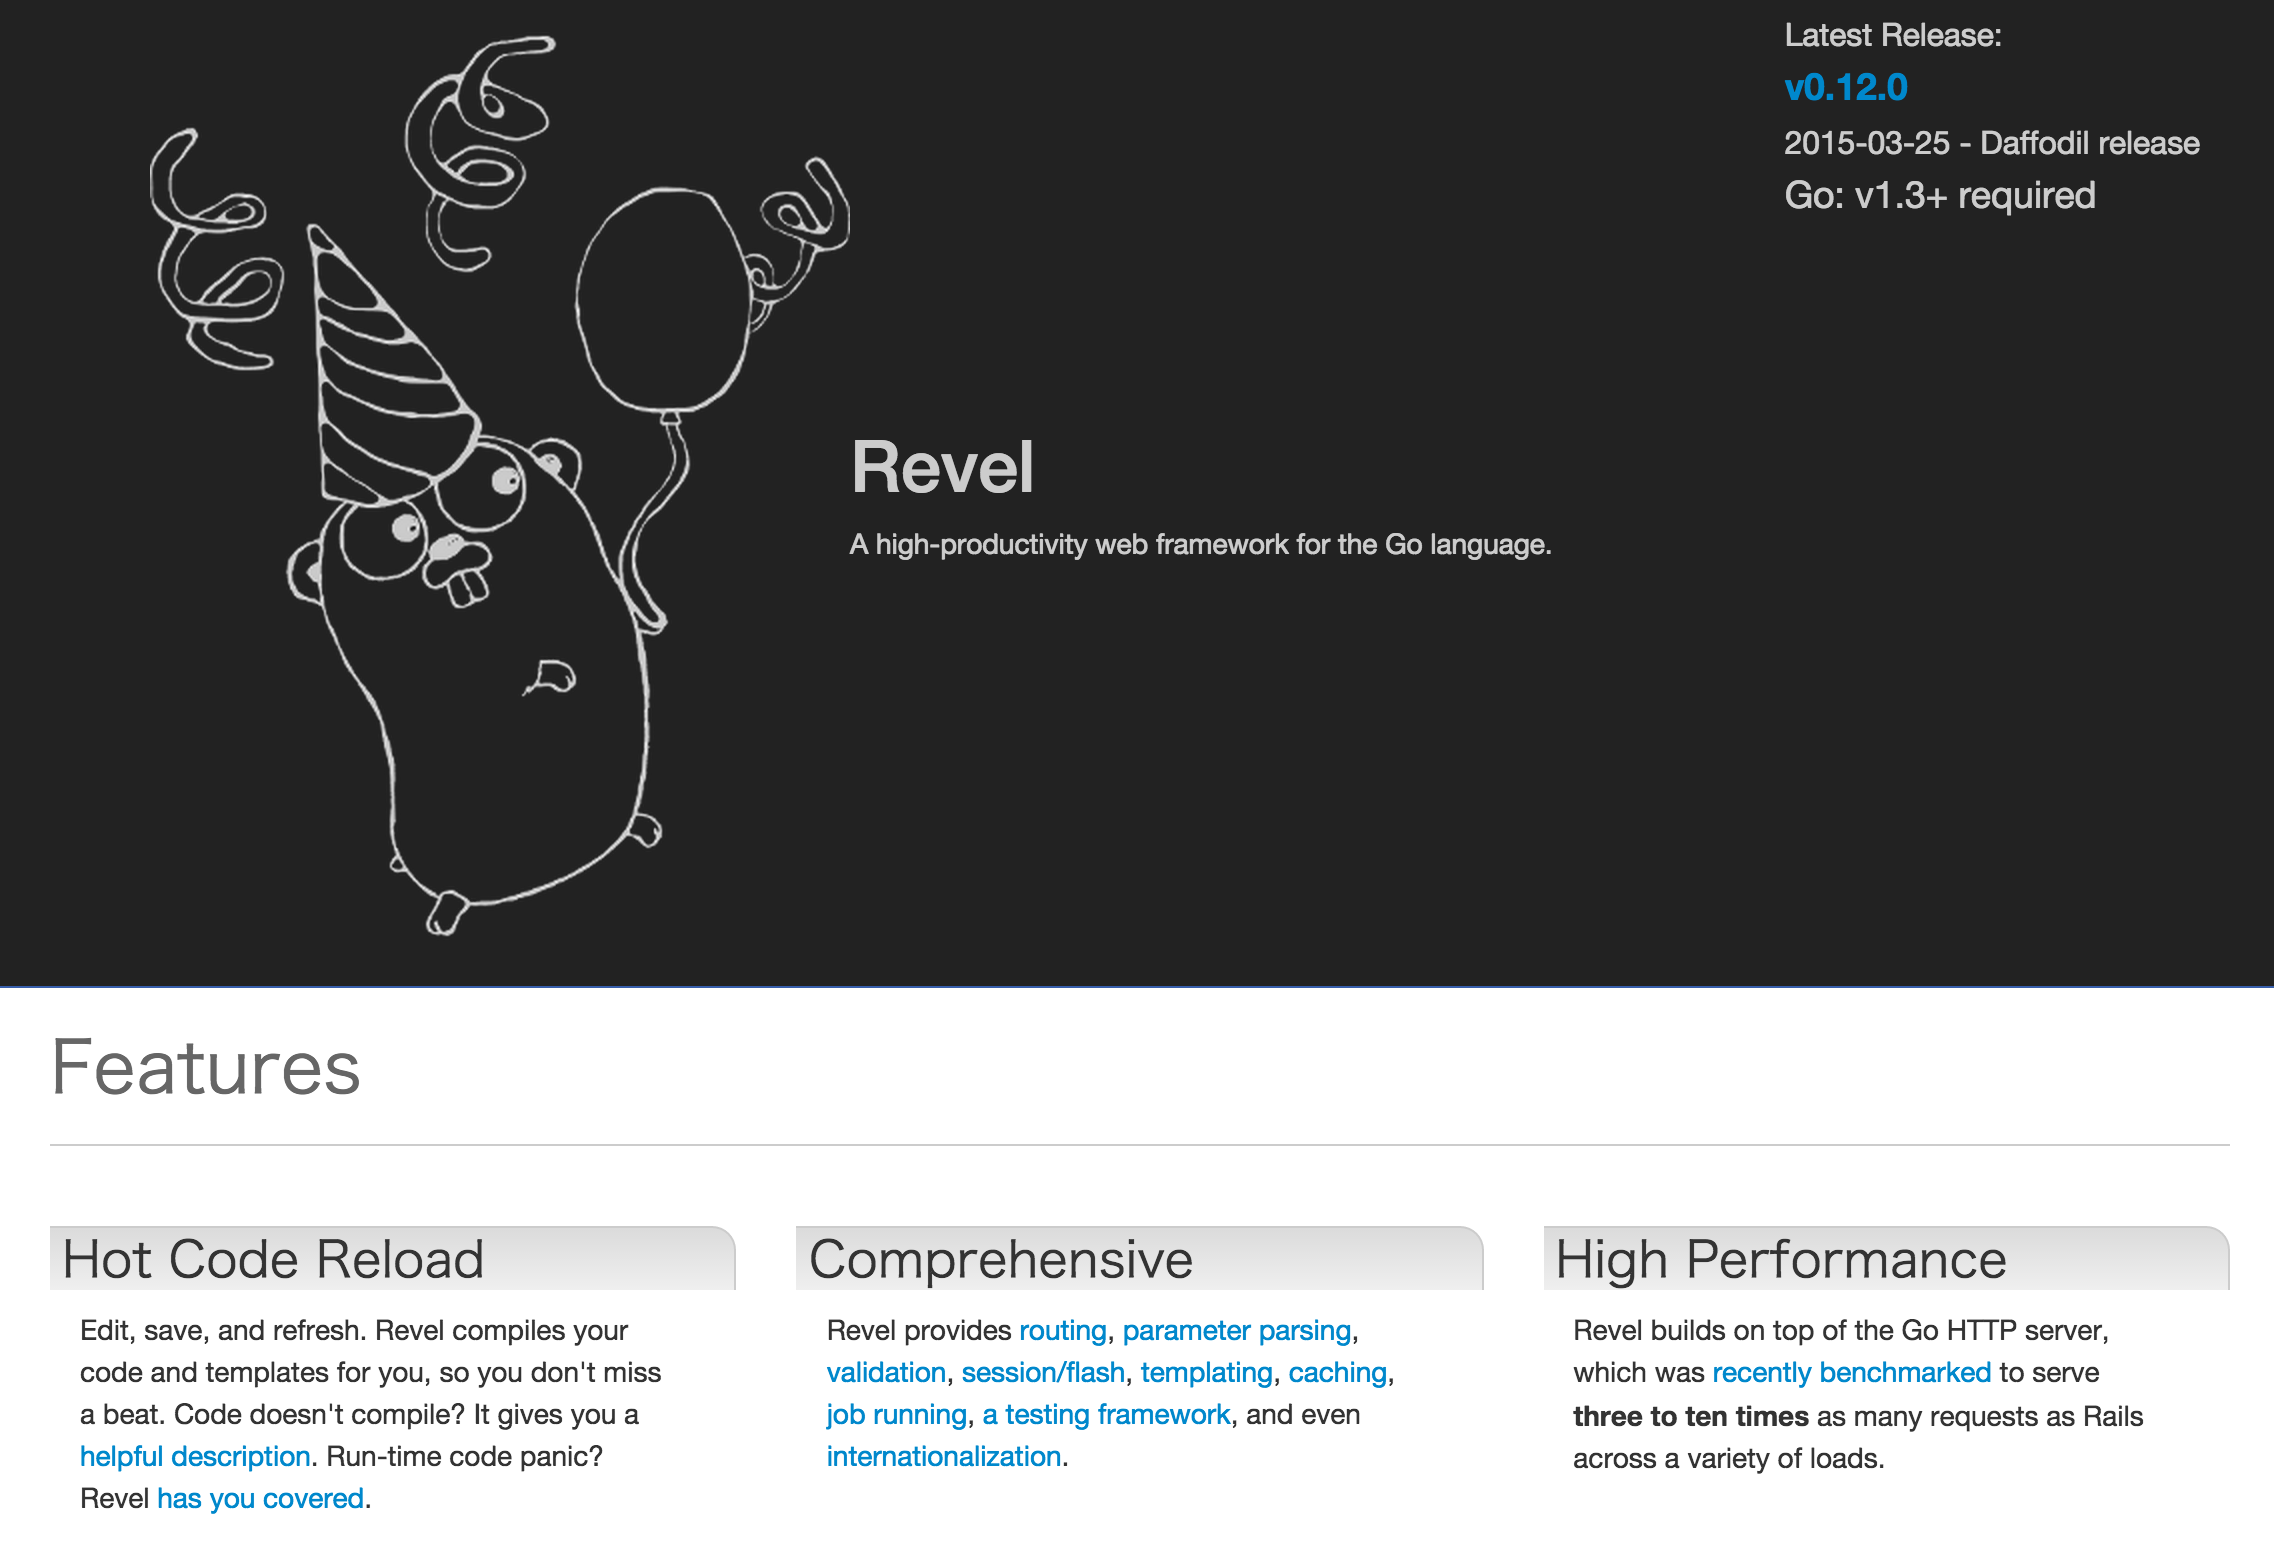 Latest Release:
v0.12.0
2015-03-25 - Daffodil release
Go: v1.3+ required
Revel
A high-productivity web framework for the Go language.
Features
Hot Code Reload
Edit, save, and refresh. Revel compiles your
code and templates for you, so you don't miss
a beat. Code doesn't compile? It gives you a
helpful description. Run-time code panic?
Revel has you covered.
Comprehensive
Revel provides routing, parameter parsing,
validation, session/flash, templating, caching,
job running, a testing framework, and even
internationalization.
High Performance
Revel builds on top of the Go HTTP server,
which was recently benchmarked to serve
three to ten times as many requests as Rails
across a variety of loads.